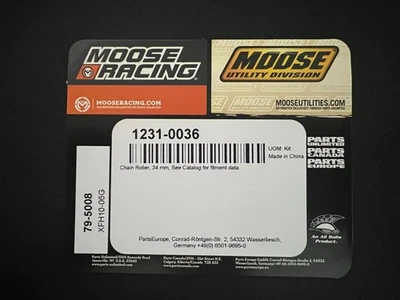 MOOSE
RACING
MOOSERACING.COM
MOOSE
UTILITY DIVISION
MOOSEUTILITIES.COM
1231-0036
UOM: Kit
Made in China
Chain Roller, 34 mm, See Catalog for fitment data.
PARTS
UNLIMITED
PARTS
CANADA
PARTS
EUROPE
79-5008
XFH10-06G
PartsEurope, Conrad-Röntgen-Str. 2, 54332 Wasserliesch,
Germany +49(0) 6501-9695-0
An All Rails
Product.